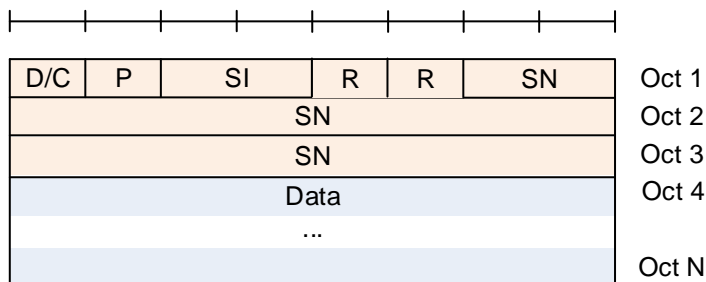 D/C P SI R R SN Oct 1
SN Oct 2
SN Oct 3
Data Oct 4
...
Oct N